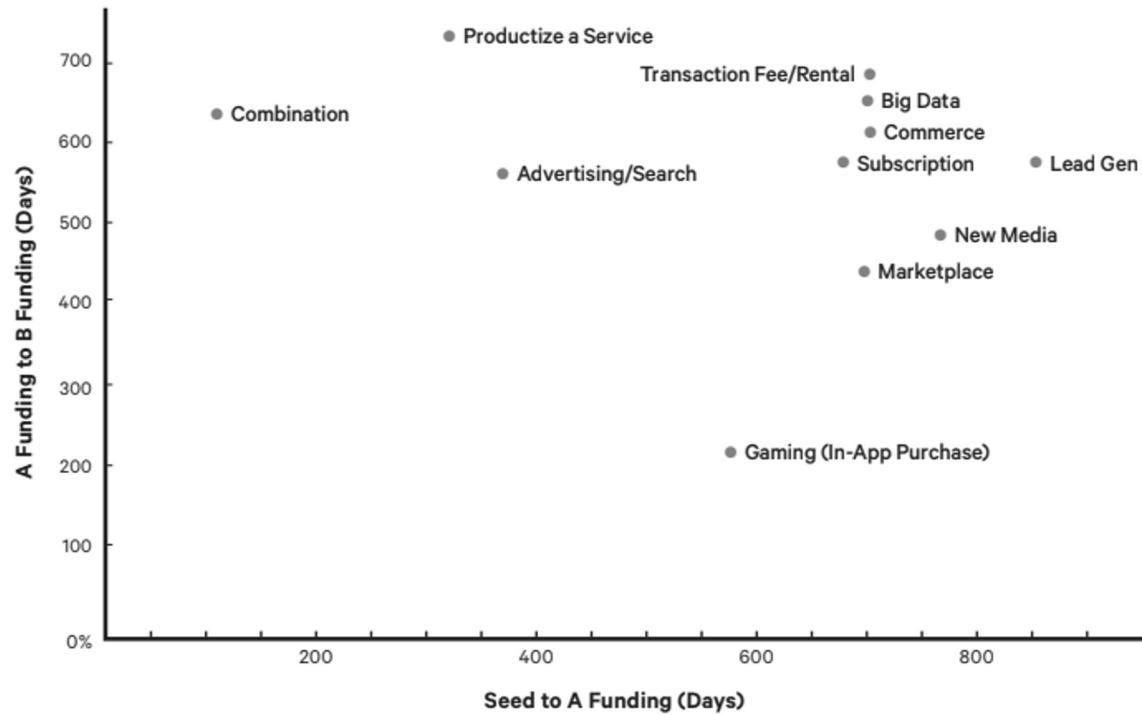 Productize a Service
700
Transaction Fee/Rental
Big Data
Combination
Commerce
600
Subscription
Lead Gen
Advertising/Search
500
New Media
Marketplace
400
300
Gaming (In-App Purchase)
200
100
0%
A Funding to B Funding (Days)
200 400 600 800
Seed to A Funding (Days)